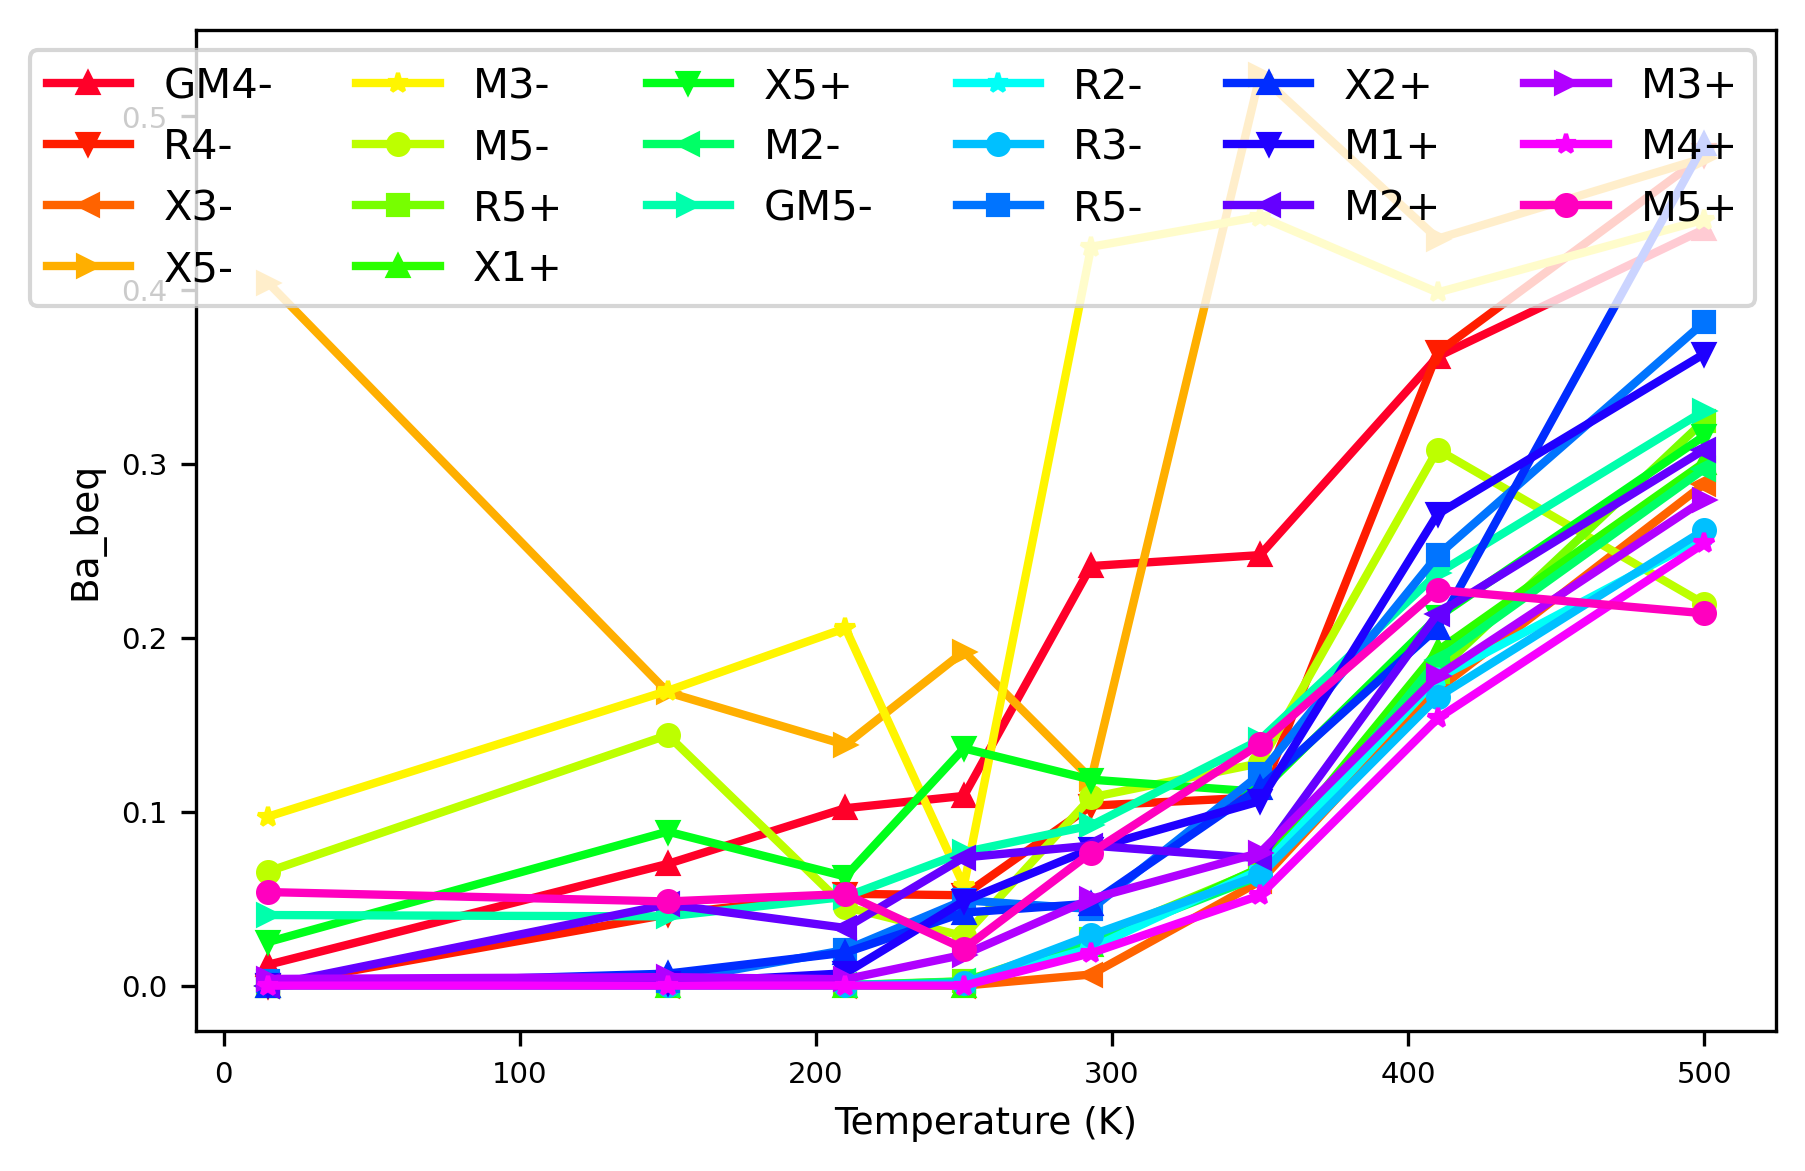 GM4- M3- X5+ R2- X2+ M3+
R4- M5- M2- R3- M1+ M4+
X3- R5+ GM5- R5- M2+ M5+
X5- X1+
0.5
0.4
0.3
0.2
0.1
0.0
Ba_beq
0 100 200 300 400 500
Temperature (K)